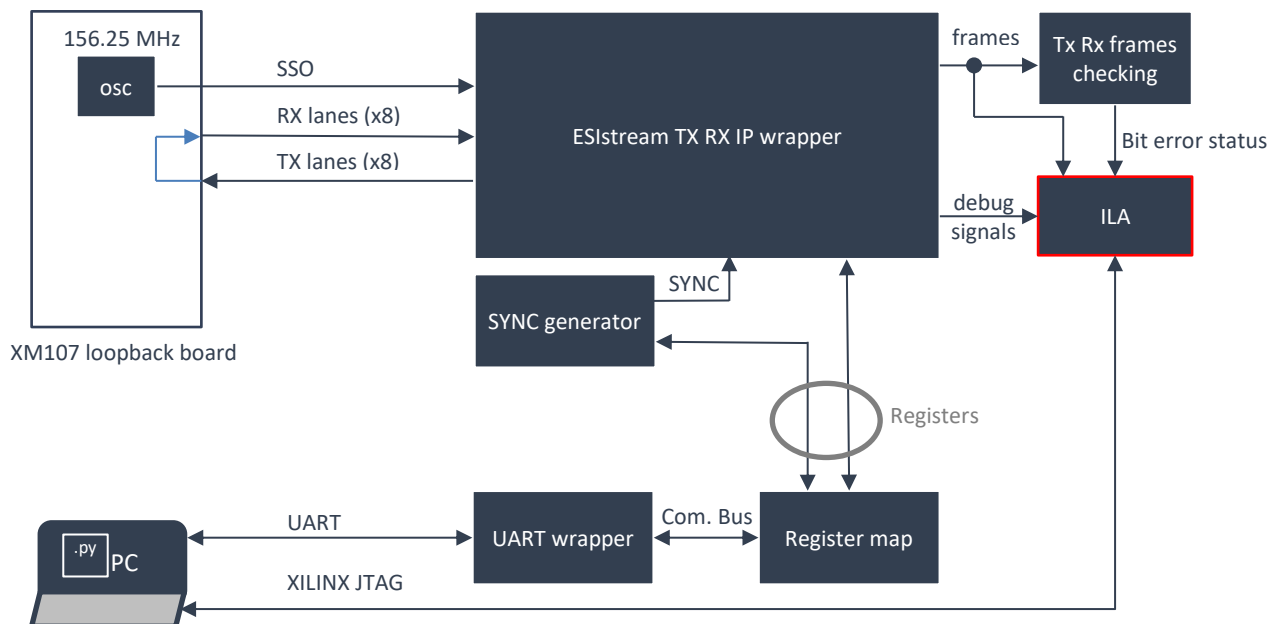 156.25 MHz
osc
SSO
RX lanes (x8)
TX lanes (x8)
XM107 loopback board
ESIstream TX RX IP wrapper
frames
Tx Rx frames
checking
Bit error status
debug
signals
ILA
SYNC
SYNC generator
Registers
UART
UART wrapper
Com. Bus
Register map
.py
PC
XILINX JTAG